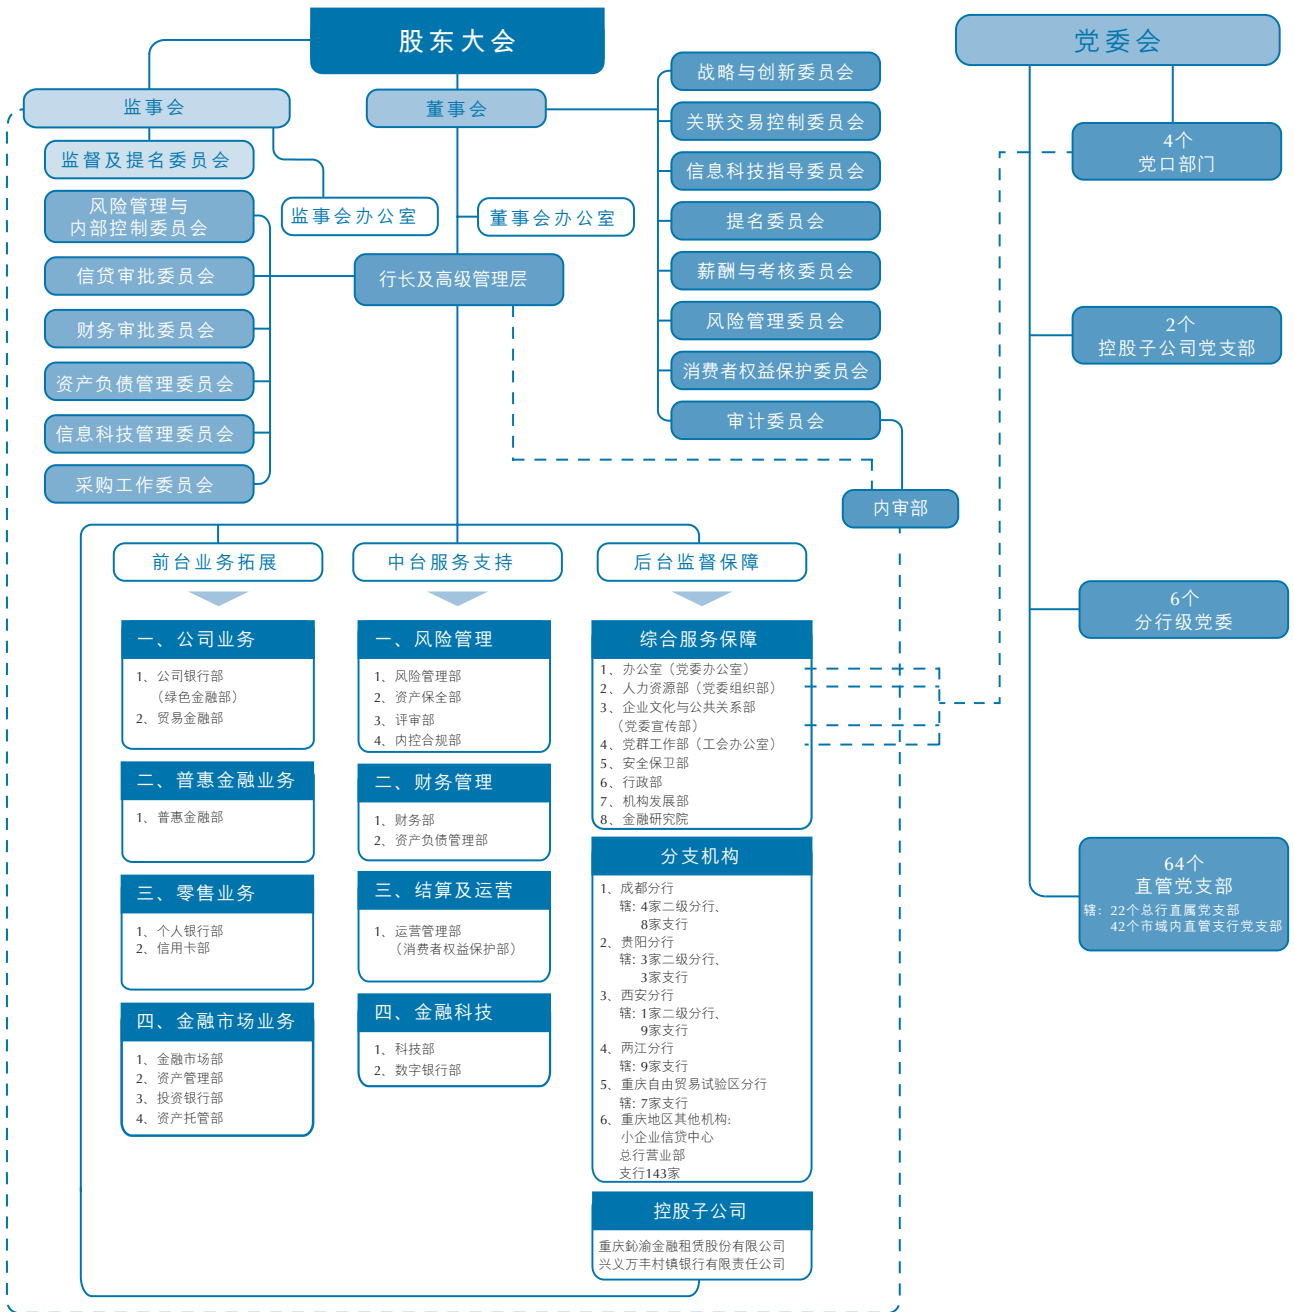 股东大会
党委会
监事会
董事会
监督及提名委员会
监事会办公室
董事会办公室
风险管理与
内部控制委员会
信贷审批委员会
财务审批委员会
资产负债管理委员会
信息科技管理委员会
采购工作委员会
行长及高级管理层
战略与创新委员会
关联交易控制委员会
信息科技指导委员会
提名委员会
薪酬与考核委员会
风险管理委员会
消费者权益保护委员会
审计委员会
内审部
4个
党口部门
2个
控股子公司党支部
6个
分行级党委
64个
直管党支部
辖：22个总行直属党支部
42个市域内直管支行党支部
前台业务拓展
一、公司业务
1、公司银行部
（绿色金融部）
2、贸易金融部
二、普惠金融业务
1、普惠金融部
三、零售业务
1、个人银行部
2、信用卡部
四、金融市场业务
1、金融市场部
2、资产管理部
3、投资银行部
4、资产托管部
中台服务支持
一、风险管理
1、风险管理部
2、资产保全部
3、评审部
4、内控合规部
二、财务管理
1、财务部
2、资产负债管理部
三、结算及运营
1、运营管理部
（消费者权益保护部）
四、金融科技
1、科技部
2、数字银行部
后台监督保障
综合服务保障
1、办公室（党委办公室）
2、人力资源部（党委组织部）
3、企业文化与公共关系部
（党委宣传部）
4、党群工作部（工会办公室）
5、安全保卫部
6、行政部
7、机构发展部
8、金融研究院
分支机构
1、成都分行
辖: 4家二级分行、
8家支行
2、贵阳分行
辖: 3家二级分行、
3家支行
3、西安分行
辖: 1家二级分行、
9家支行
4、两江分行
辖: 9家支行
5、重庆自由贸易试验区分行
辖: 7家支行
6、重庆地区其他机构:
小企业信贷中心
总行营业部
支行143家
控股子公司
重庆鈊渝金融租赁股份有限公司
兴义万丰村镇银行有限责任公司